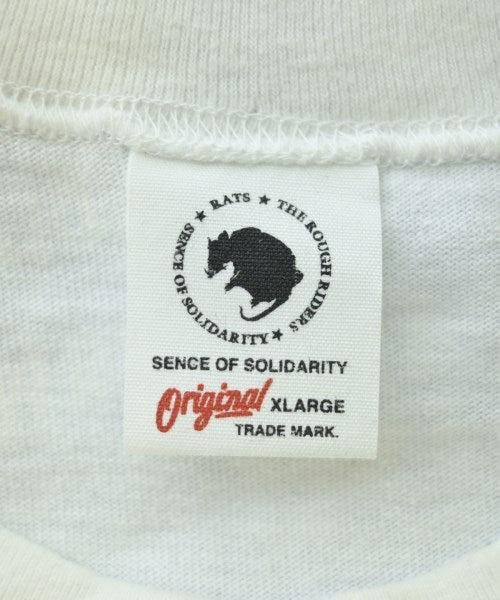 ★ RATS ★ THE ROUGH RIDERS ★ SENCE OF SOLIDARITY
SENCE OF SOLIDARITY
Original XLARGE
TRADE MARK.